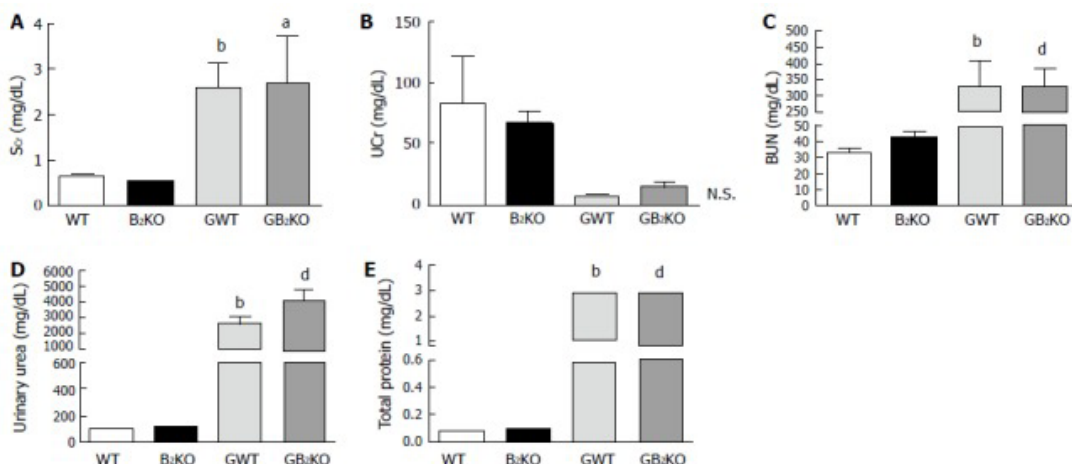 A
Scr (mg/dL)
4
3
2
1
0
b
a
WT
B2KO
GWT
GB2KO
B
UCr (mg/dL)
150
100
50
0
N.S.
WT
B2KO
GWT
GB2KO
C
BUN (mg/dL)
500
450
400
350
300
250
50
40
30
20
10
0
b
d
WT
B2KO
GWT
GB2KO
D
Urinary urea (mg/dL)
6000
5000
4000
3000
2000
1000
600
400
200
0
b
d
WT
B2KO
GWT
GB2KO
E
Total protein (mg/dL)
4
3
2
1
0.6
0.4
0.2
0.0
b
d
WT
B2KO
GWT
GB2KO